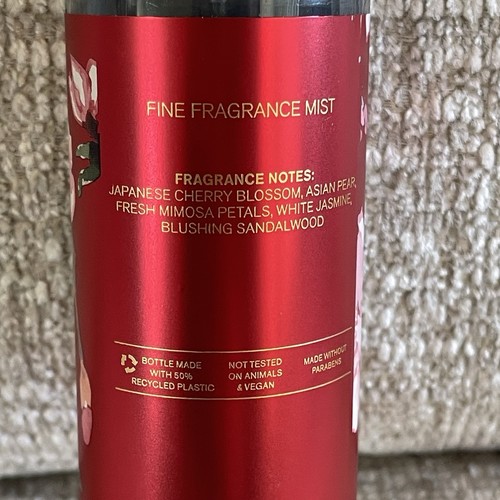 FINE FRAGRANCE MIST
FRAGRANCE NOTES:
JAPANESE CHERRY BLOSSOM, ASIAN PEAR,
FRESH MIMOSA PETALS, WHITE JASMINE,
BLUSHING SANDALWOOD
BOTTLE MADE
WITH 50%
RECYCLED PLASTIC
NOT TESTED
ON ANIMALS
& VEGAN
MADE WITHOUT
PARABENS